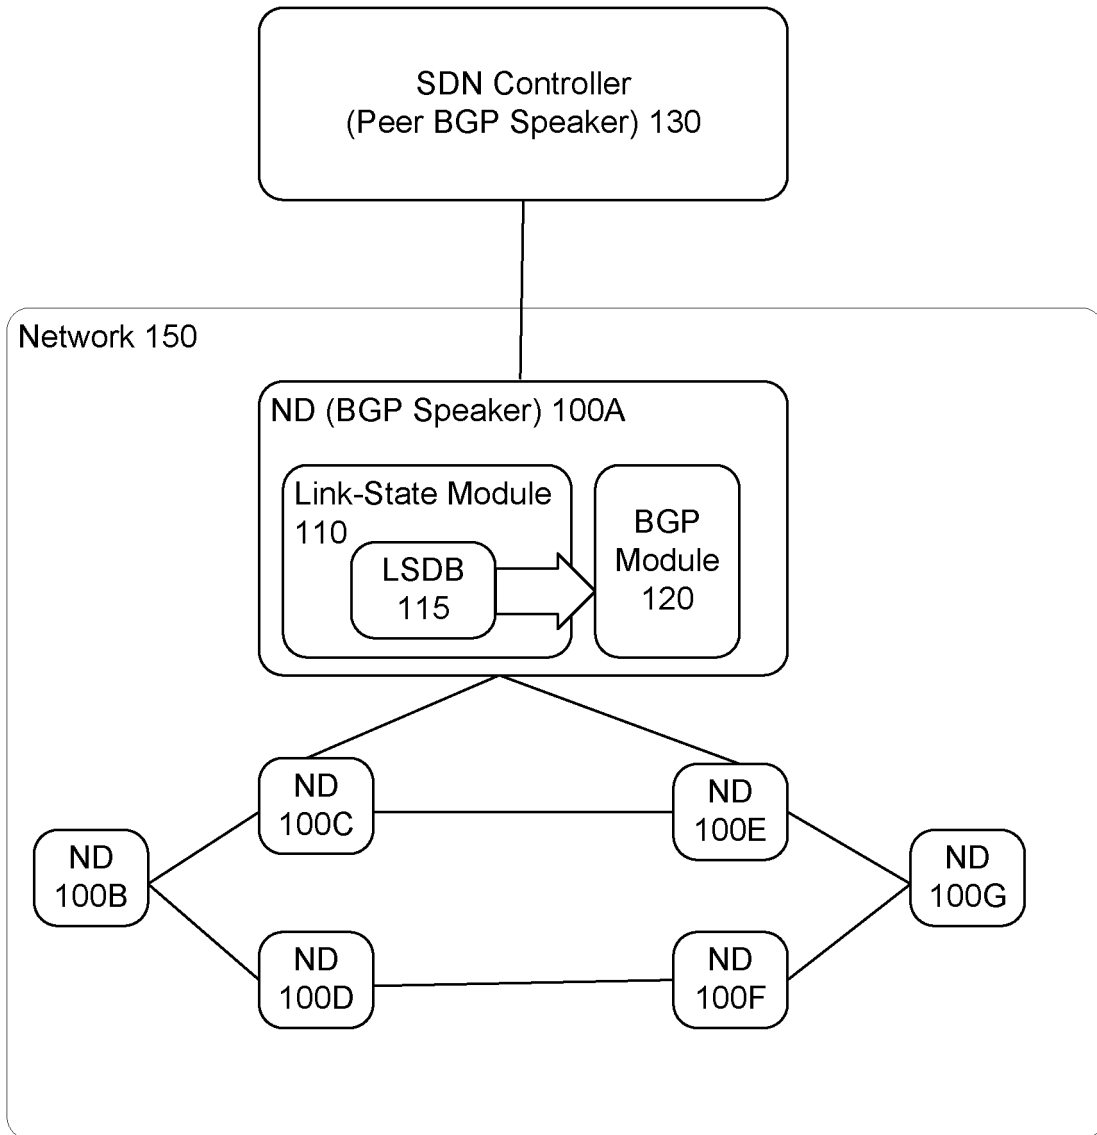 SDN Controller
(Peer BGP Speaker) 130
Network 150
ND (BGP Speaker) 100A
Link-State Module
110
LSDB
115
BGP
Module
120
ND
100C
ND
100E
ND
100B
ND
100G
ND
100D
ND
100F